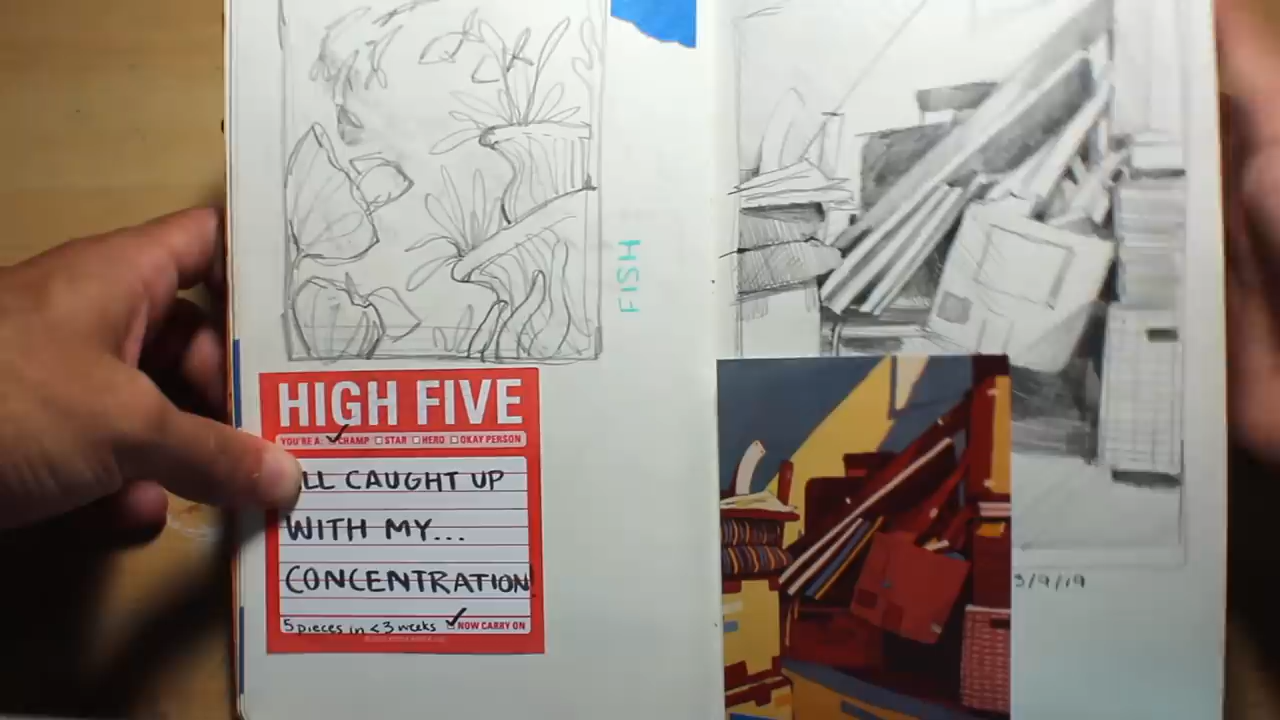 HIGH FIVE
YOU'RE A: CHAMP STAR HERO OKAY PERSON
LL CAUGHT UP
WITH MY...
CONCENTRATION!
5 pieces in <3 weeks NOW CARRY ON
FISH
3/9/19